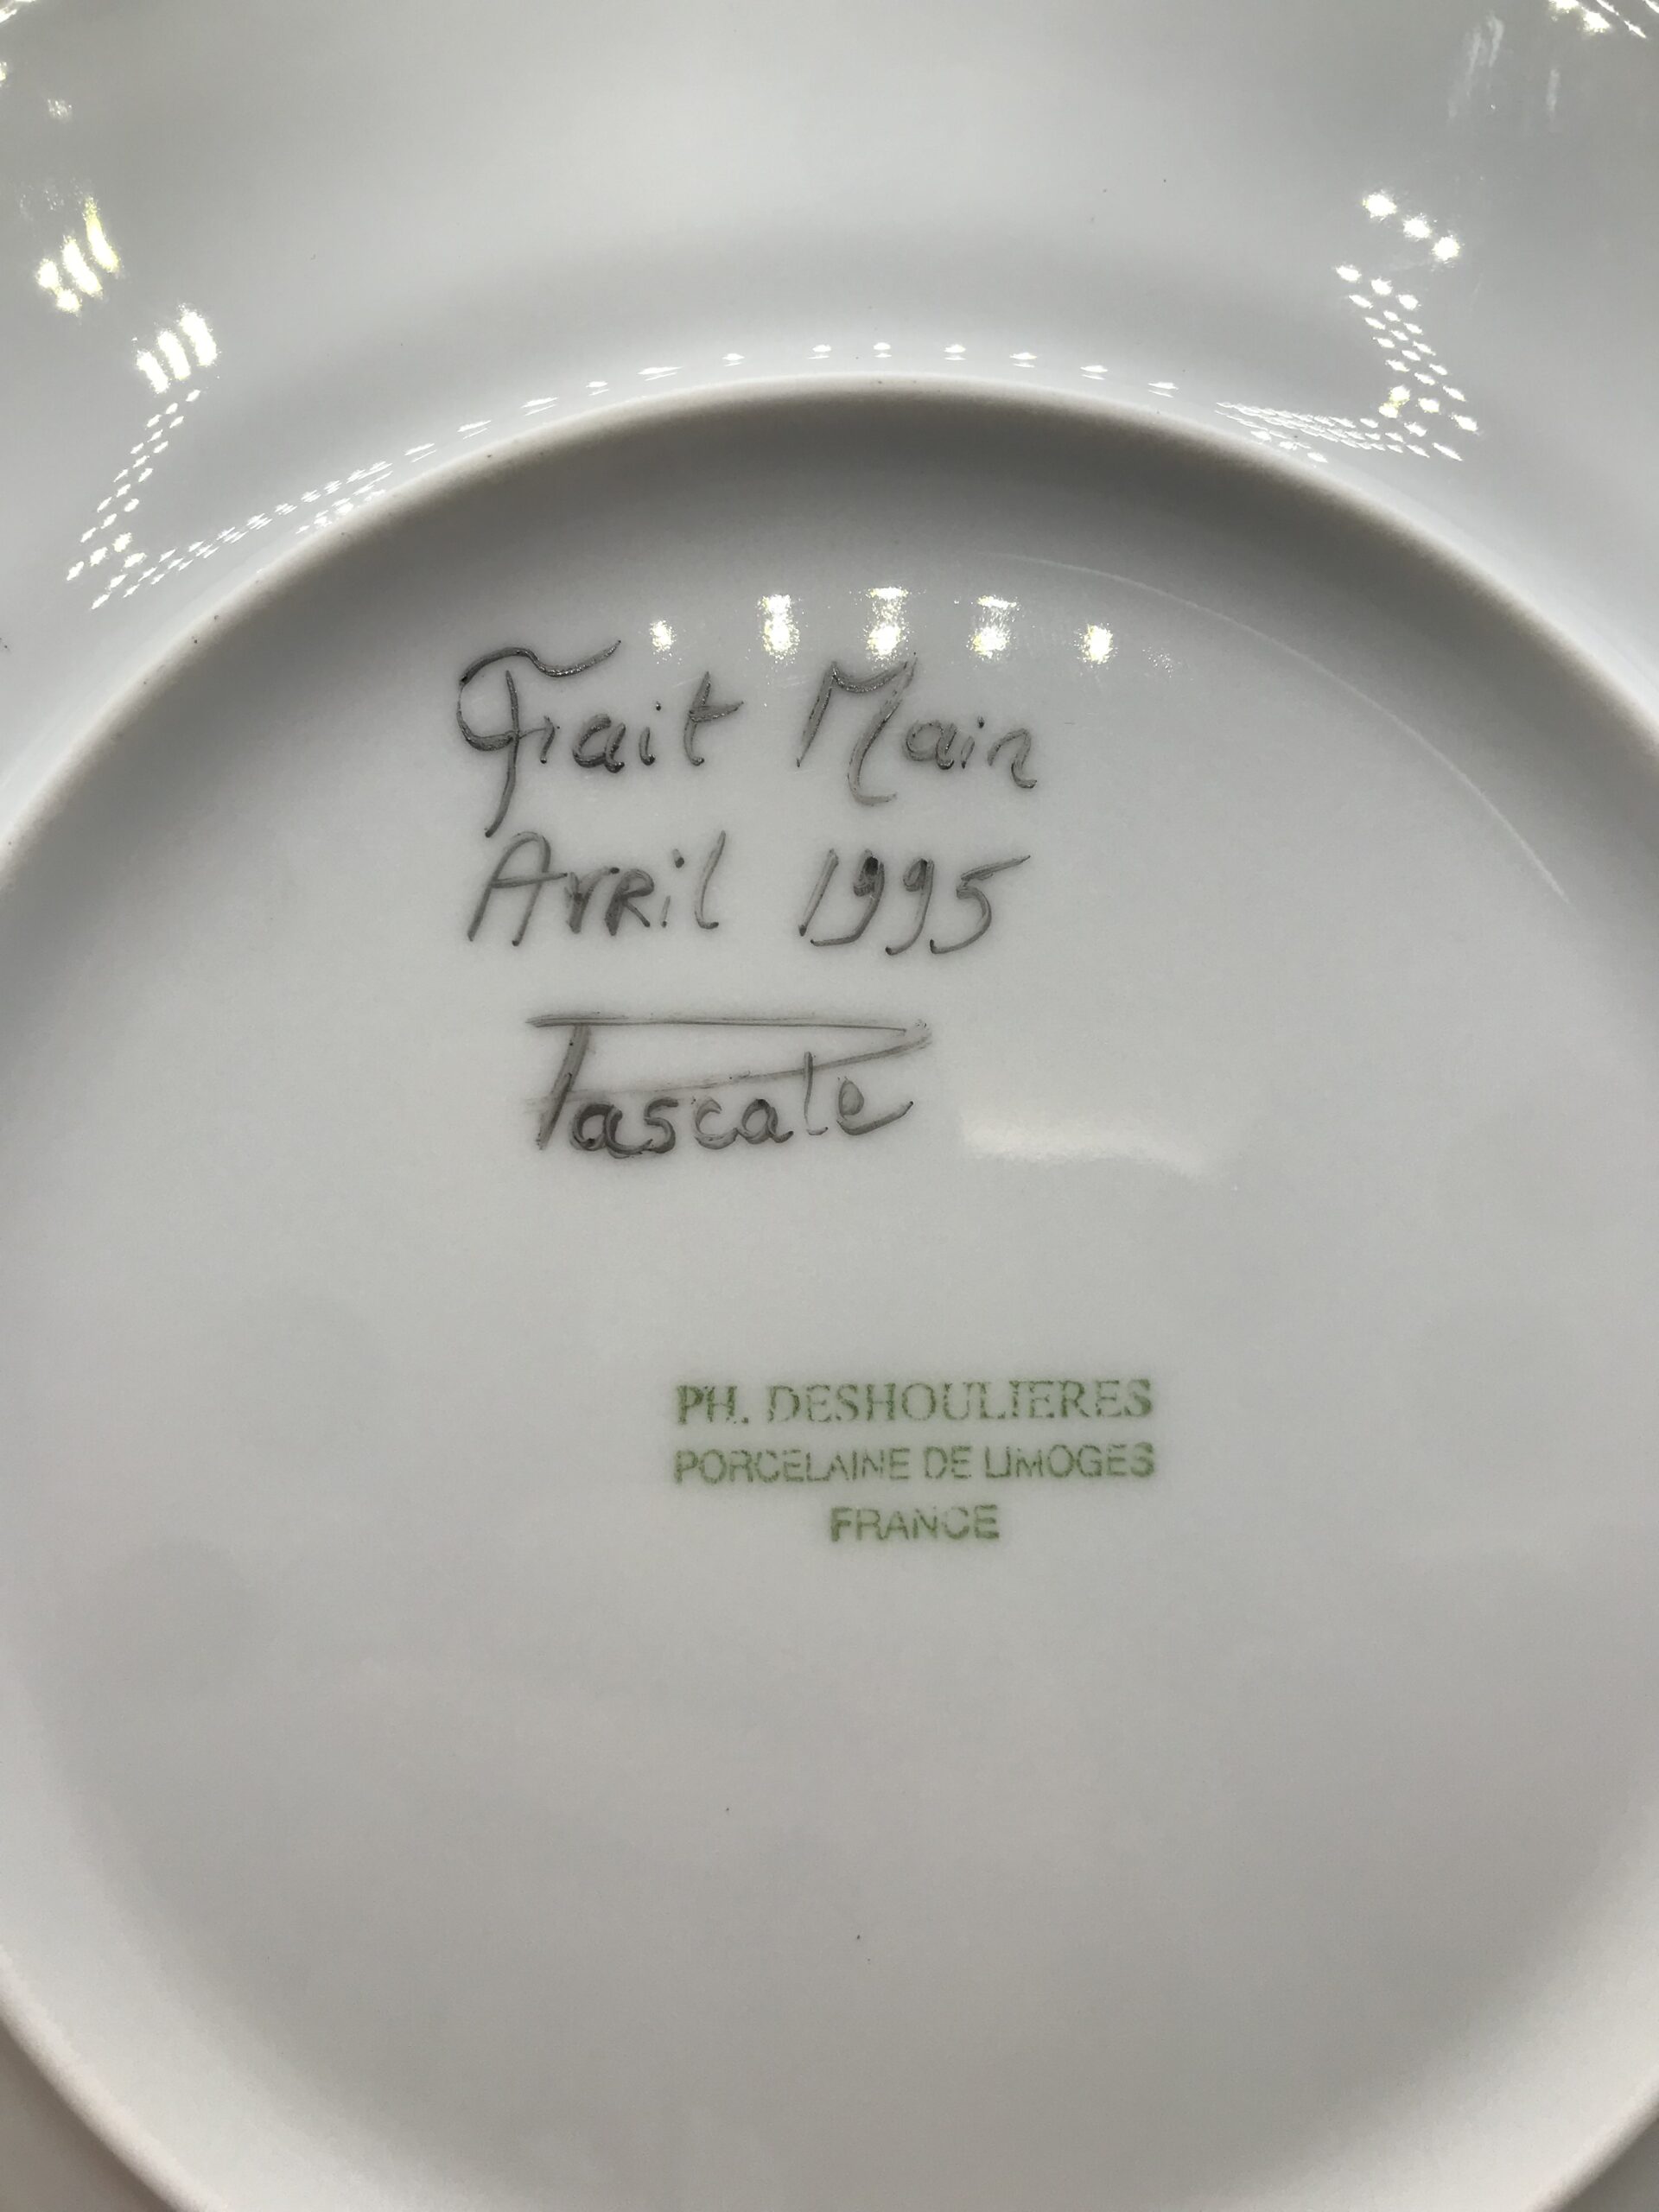 Fait Main
Avril 1995
Pascale
PH. DESHOULIERES
PORCELAINE DE LIMOGES
FRANCE